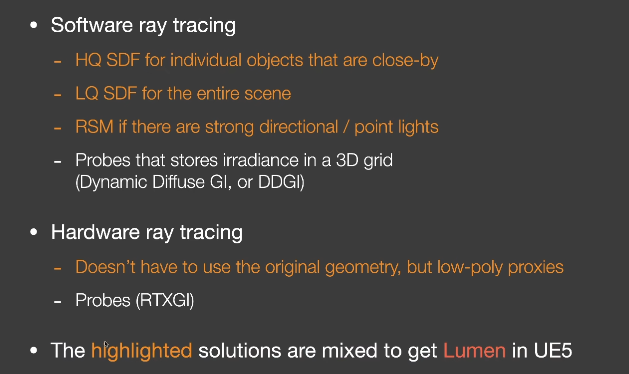 • Software ray tracing
- HQ SDF for individual objects that are close-by
- LQ SDF for the entire scene
- RSM if there are strong directional / point lights
- Probes that stores irradiance in a 3D grid
(Dynamic Diffuse GI, or DDGI)
• Hardware ray tracing
- Doesn't have to use the original geometry, but low-poly proxies
- Probes (RTXGI)
• The highlighted solutions are mixed to get Lumen in UE5